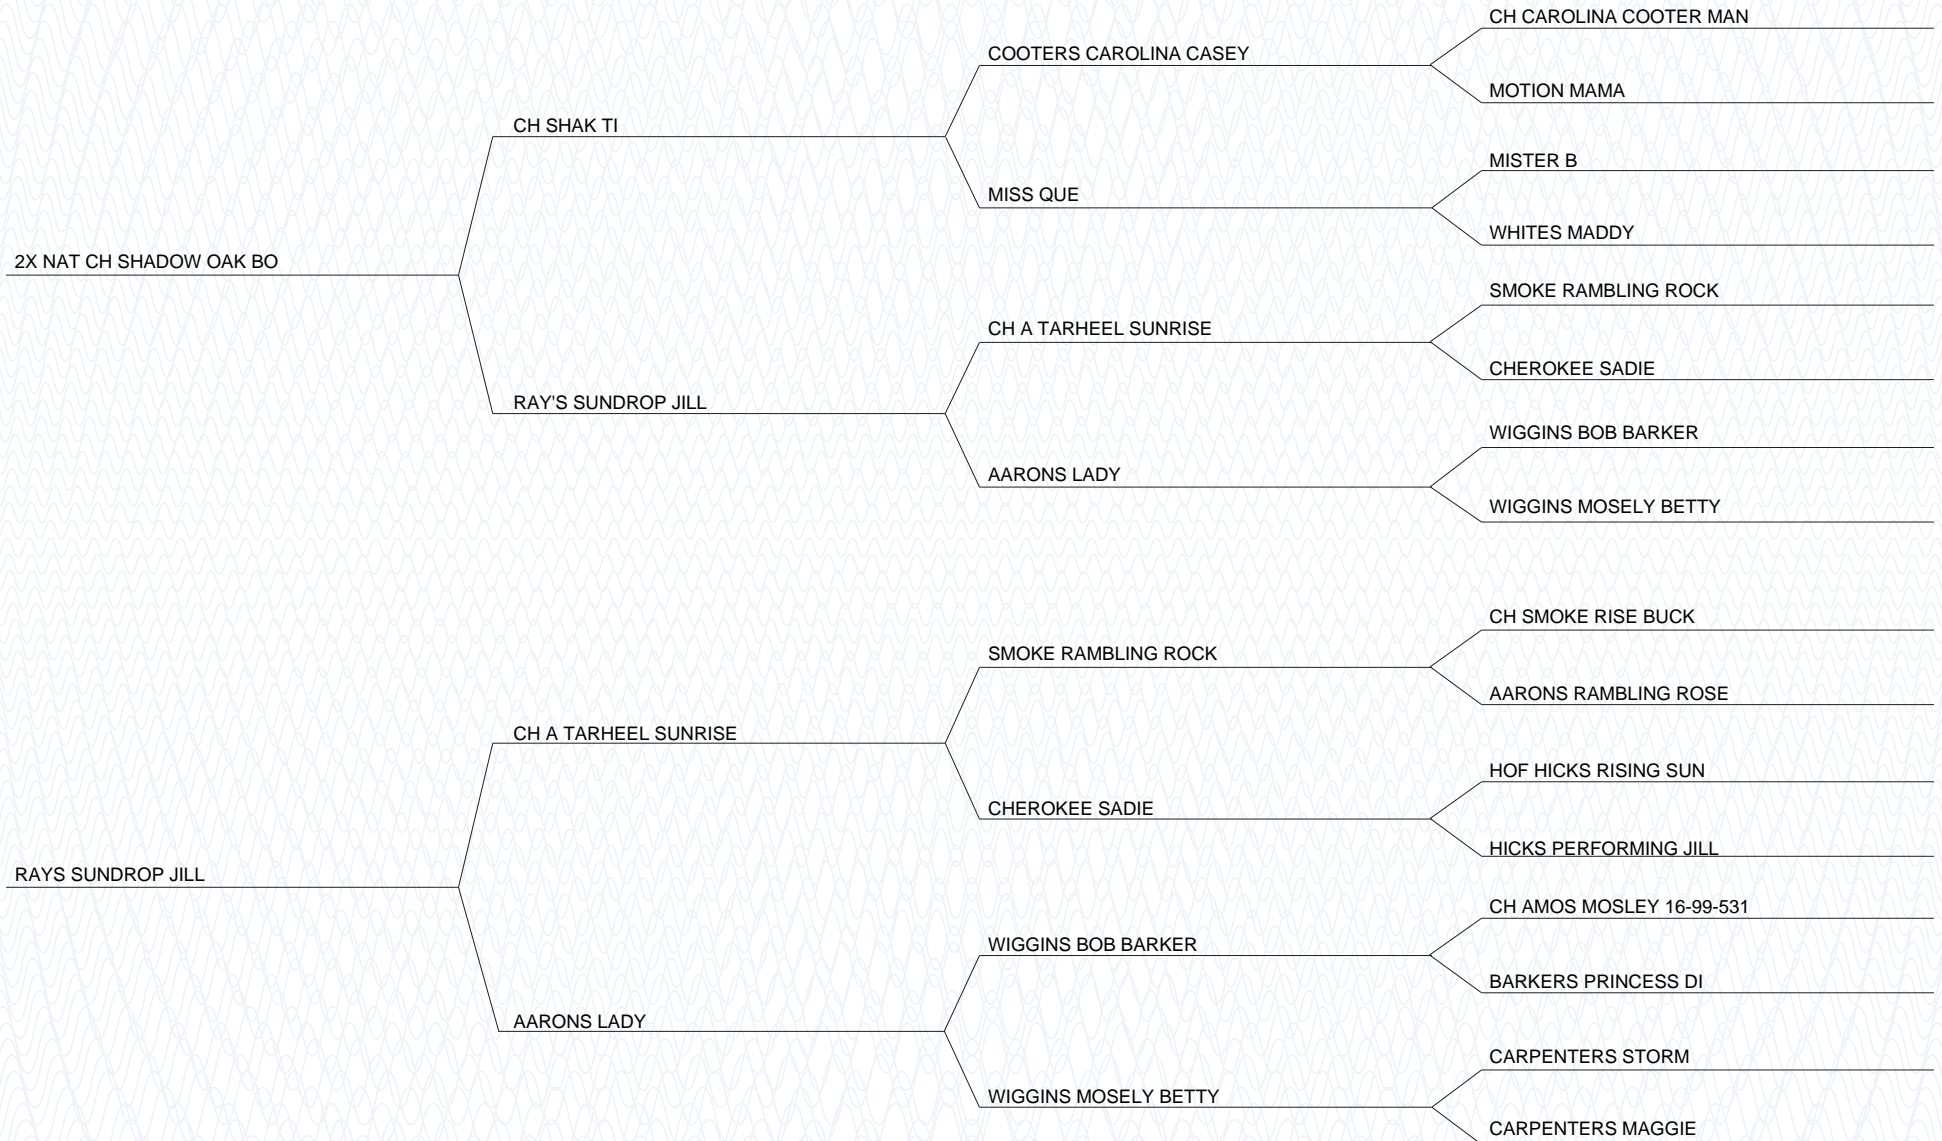 CH CAROLINA COOTER MAN
COOTERS CAROLINA CASEY
MOTION MAMA
CH SHAK TI
MISTER B
MISS QUE
WHITES MADDY
2X NAT CH SHADOW OAK BO
SMOKE RAMBLING ROCK
CH A TARHEEL SUNRISE
CHEROKEE SADIE
RAY'S SUNDROP JILL
WIGGINS BOB BARKER
AARONS LADY
WIGGINS MOSELY BETTY
CH SMOKE RISE BUCK
SMOKE RAMBLING ROCK
AARONS RAMBLING ROSE
CH A TARHEEL SUNRISE
HOF HICKS RISING SUN
CHEROKEE SADIE
HICKS PERFORMING JILL
RAYS SUNDROP JILL
CH AMOS MOSLEY 16-99-531
WIGGINS BOB BARKER
BARKERS PRINCESS DI
AARONS LADY
CARPENTERS STORM
WIGGINS MOSELY BETTY
CARPENTERS MAGGIE